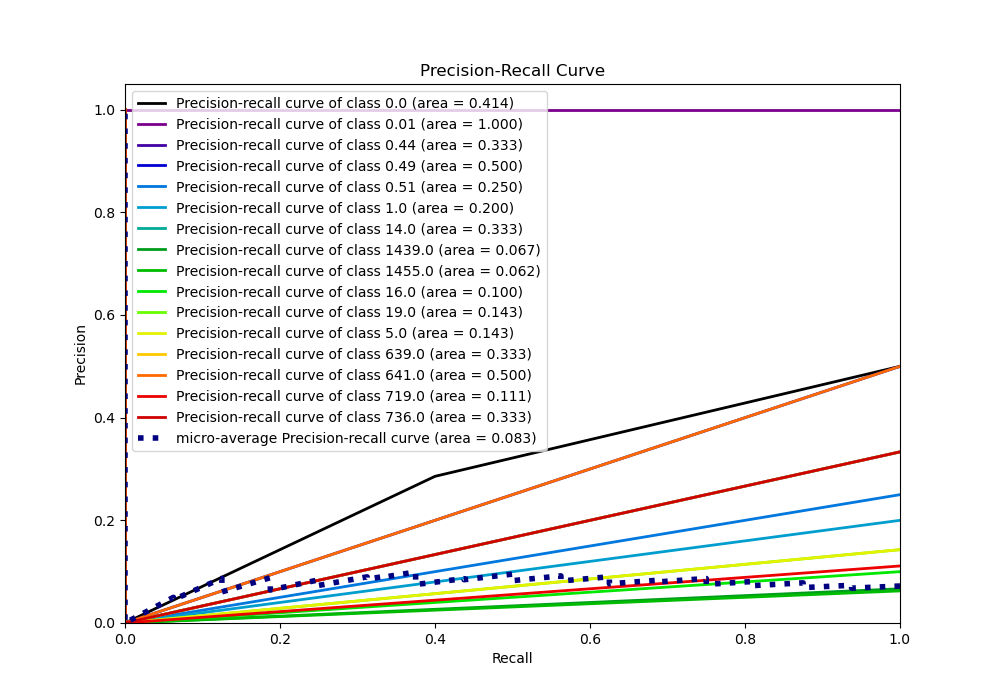 Precision-Recall Curve
Precision-recall curve of class 0.0 (area = 0.414)
Precision-recall curve of class 0.01 (area = 1.000)
Precision-recall curve of class 0.44 (area = 0.333)
Precision-recall curve of class 0.49 (area = 0.500)
Precision-recall curve of class 0.51 (area = 0.250)
Precision-recall curve of class 1.0 (area = 0.200)
Precision-recall curve of class 14.0 (area = 0.333)
Precision-recall curve of class 1439.0 (area = 0.067)
Precision-recall curve of class 1455.0 (area = 0.062)
Precision-recall curve of class 16.0 (area = 0.100)
Precision-recall curve of class 19.0 (area = 0.143)
Precision-recall curve of class 5.0 (area = 0.143)
Precision-recall curve of class 639.0 (area = 0.333)
Precision-recall curve of class 641.0 (area = 0.500)
Precision-recall curve of class 719.0 (area = 0.111)
Precision-recall curve of class 736.0 (area = 0.333)
micro-average Precision-recall curve (area = 0.083)
1.0
0.8
0.6
0.4
0.2
0.0
Precision
0.0 0.2 0.4 0.6 0.8 1.0
Recall